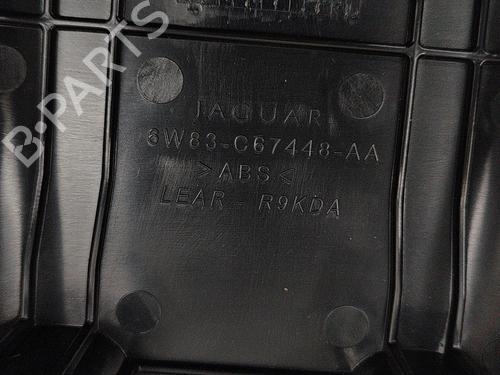 B-PARTS
JAGUAR
6W83-C67448-AA
>ABS<
LEAR - R9KDA